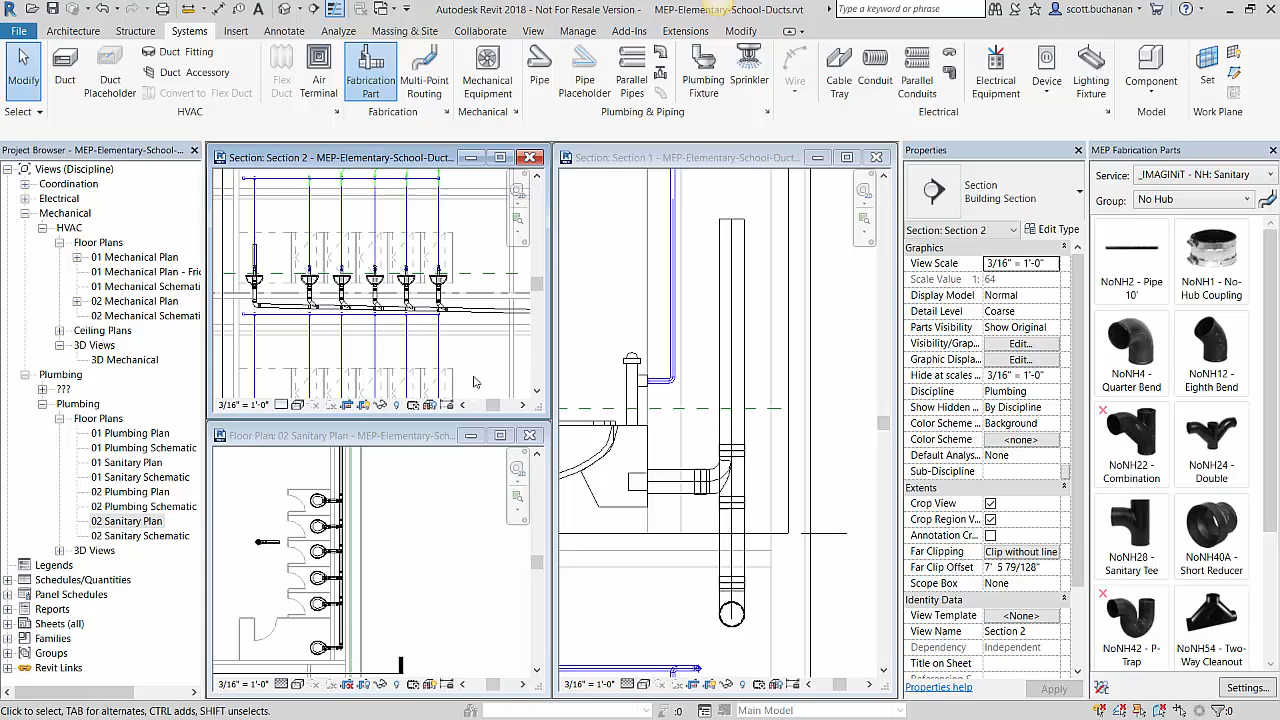 Autodesk Revit 2018 - Not For Resale Version - MEP-Elementary-School-Ducts.rvt
Type a keyword or phrase
scott.buchanan
File
Architecture
Structure
Systems
Insert
Annotate
Analyze
Massing & Site
Collaborate
View
Manage
Add-Ins
Extensions
Modify
Modify
Duct
Duct Placeholder
Duct Fitting
Duct Accessory
Convert to Flex Duct
Flex Duct
Air Terminal
Fabrication Part
Multi-Point Routing
Mechanical Equipment
Pipe
Pipe Placeholder
Parallel Pipes
Plumbing Fixture
Sprinkler
Wire
Cable Tray
Conduit
Parallel Conduits
Electrical Equipment
Device
Lighting Fixture
Component
Set
Select
HVAC
Fabrication
Mechanical
Plumbing & Piping
Electrical
Model
Work Plane
Project Browser - MEP-Elementary-School-...
Views (Discipline)
Coordination
Electrical
Mechanical
HVAC
Floor Plans
01 Mechanical Plan
01 Mechanical Plan - Fric
01 Mechanical Schemati
02 Mechanical Plan
02 Mechanical Schemati
Ceiling Plans
3D Views
3D Mechanical
Plumbing
???
Plumbing
Floor Plans
01 Plumbing Plan
01 Plumbing Schematic
01 Sanitary Plan
01 Sanitary Schematic
02 Plumbing Plan
02 Plumbing Schematic
02 Sanitary Plan
02 Sanitary Schematic
3D Views
Legends
Schedules/Quantities
Panel Schedules
Reports
Sheets (all)
Families
Groups
Revit Links
Section: Section 2 - MEP-Elementary-School-Duct...
3/16" = 1'-0"
Floor Plan: 02 Sanitary Plan - MEP-Elementary-Sch...
3/16" = 1'-0"
Section: Section 1 - MEP-Elementary-School-Duct...
3/16" = 1'-0"
Properties
Section
Building Section
Section: Section 2
Edit Type
Graphics
View Scale 3/16" = 1'-0"
Scale Value 1: 64
Display Model Normal
Detail Level Coarse
Parts Visibility Show Original
Visibility/Grap... Edit...
Graphic Displa... Edit...
Hide at scales ... 3/16" = 1'-0"
Discipline Plumbing
Show Hidden ... By Discipline
Color Scheme ... Background
Color Scheme <none>
Default Analys... None
Sub-Discipline
Extents
Crop View
Crop Region V...
Annotation Cr...
Far Clipping Clip without line
Far Clip Offset 7' 5 79/128"
Scope Box None
Identity Data
View Template <None>
View Name Section 2
Dependency Independent
Title on Sheet
Properties help
Apply
MEP Fabrication Parts
Service: _IMAGINiT - NH: Sanitary
Group: No Hub
NoNH2 - Pipe 10'
NoNH1 - No-Hub Coupling
NoNH4 - Quarter Bend
NoNH12 - Eighth Bend
NoNH22 - Combination
NoNH24 - Double
NoNH28 - Sanitary Tee
NoNH40A - Short Reducer
NoNH42 - P-Trap
NoNH54 - Two-Way Cleanout
Settings...
Click to select, TAB for alternates, CTRL adds, SHIFT unselects.
:0
Main Model
:0